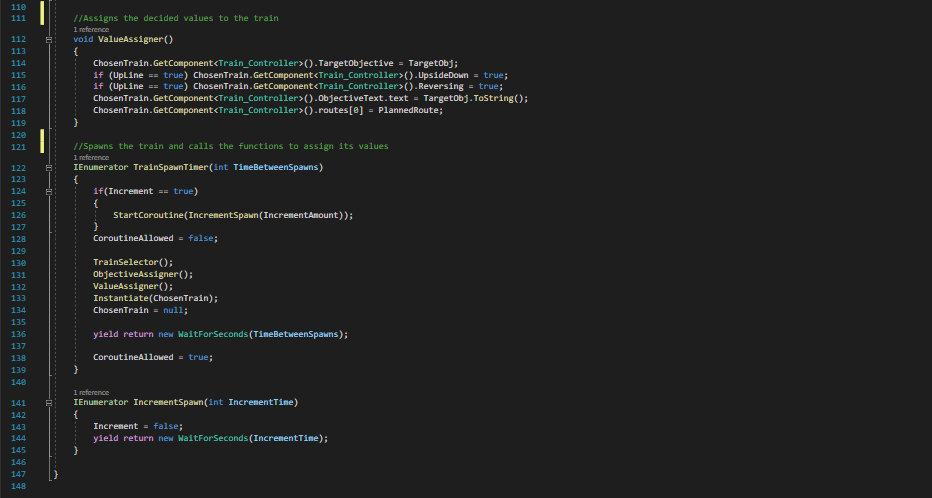 110
111 //Assigns the decided values to the train
1 reference
112 void ValueAssigner()
113 {
114 ChosenTrain.GetComponent<Train_Controller>().TargetObjective = TargetObj;
115 if (UpLine == true) ChosenTrain.GetComponent<Train_Controller>().UpsideDown = true;
116 if (UpLine == true) ChosenTrain.GetComponent<Train_Controller>().Reversing = true;
117 ChosenTrain.GetComponent<Train_Controller>().ObjectiveText.text = TargetObj.ToString();
118 ChosenTrain.GetComponent<Train_Controller>().routes[0] = PlannedRoute;
119 }
120
121 //Spawns the train and calls the functions to assign its values
1 reference
122 IEnumerator TrainSpawnTimer(int TimeBetweenSpawns)
123 {
124 if(Increment == true)
125 {
126 StartCoroutine(IncrementSpawn(IncrementAmount));
127 }
128 CoroutineAllowed = false;
129
130 TrainSelector();
131 ObjectiveAssigner();
132 ValueAssigner();
133 Instantiate(ChosenTrain);
134 ChosenTrain = null;
135
136 yield return new WaitForSeconds(TimeBetweenSpawns);
137
138 CoroutineAllowed = true;
139 }
140
1 reference
141 IEnumerator IncrementSpawn(int IncrementTime)
142 {
143 Increment = false;
144 yield return new WaitForSeconds(IncrementTime);
145 }
146
147 }
148